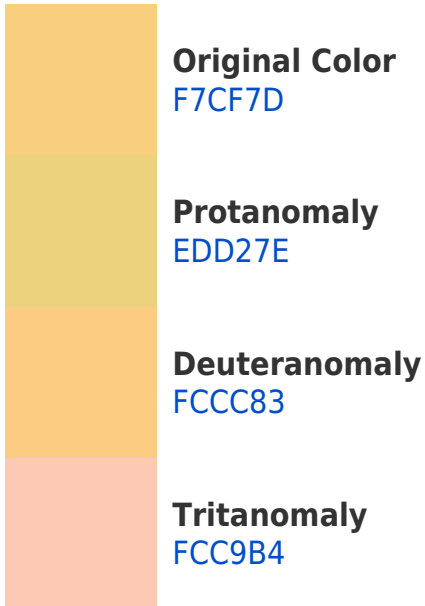 Original Color
F7CF7D
Protanomaly
EDD27E
Deuteranomaly
FCCC83
Tritanomaly
FCC9B4